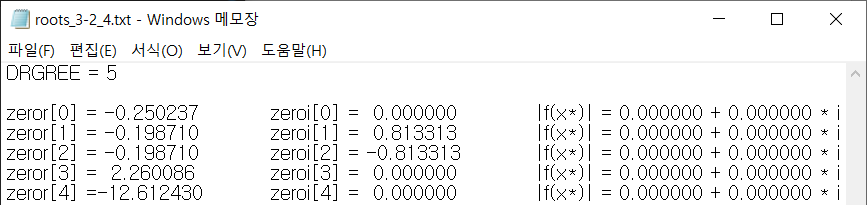 roots_3-2_4.txt - Windows 메모장
파일(F) 편집(E) 서식(O) 보기(V) 도움말(H)
DRGREE = 5
zeror[0] = -0.250237 zeroi[0] = 0.000000 |f(x*)| = 0.000000 + 0.000000 * i
zeror[1] = -0.198710 zeroi[1] = 0.813313 |f(x*)| = 0.000000 + 0.000000 * i
zeror[2] = -0.198710 zeroi[2] = -0.813313 |f(x*)| = 0.000000 + 0.000000 * i
zeror[3] = 2.260086 zeroi[3] = 0.000000 |f(x*)| = 0.000000 + 0.000000 * i
zeror[4] =-12.612430 zeroi[4] = 0.000000 |f(x*)| = 0.000000 + 0.000000 * i